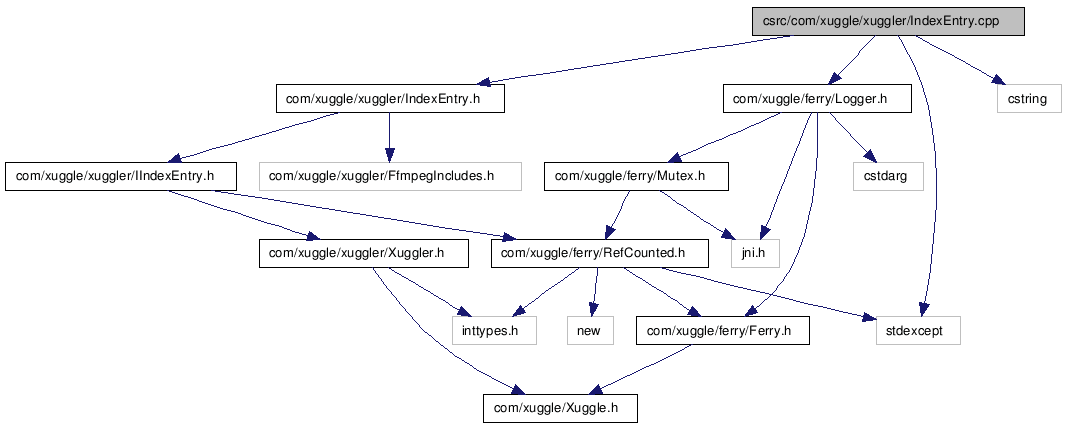 csrc/com/xuggle/xuggler/IndexEntry.cpp
com/xuggle/xuggler/IndexEntry.h
com/xuggle/ferry/Logger.h
cstring
com/xuggle/xuggler/IIndexEntry.h
com/xuggle/xuggler/FfmpegIncludes.h
com/xuggle/ferry/Mutex.h
cstdarg
com/xuggle/xuggler/Xuggler.h
com/xuggle/ferry/RefCounted.h
jni.h
inttypes.h
new
com/xuggle/ferry/Ferry.h
stdexcept
com/xuggle/Xuggle.h